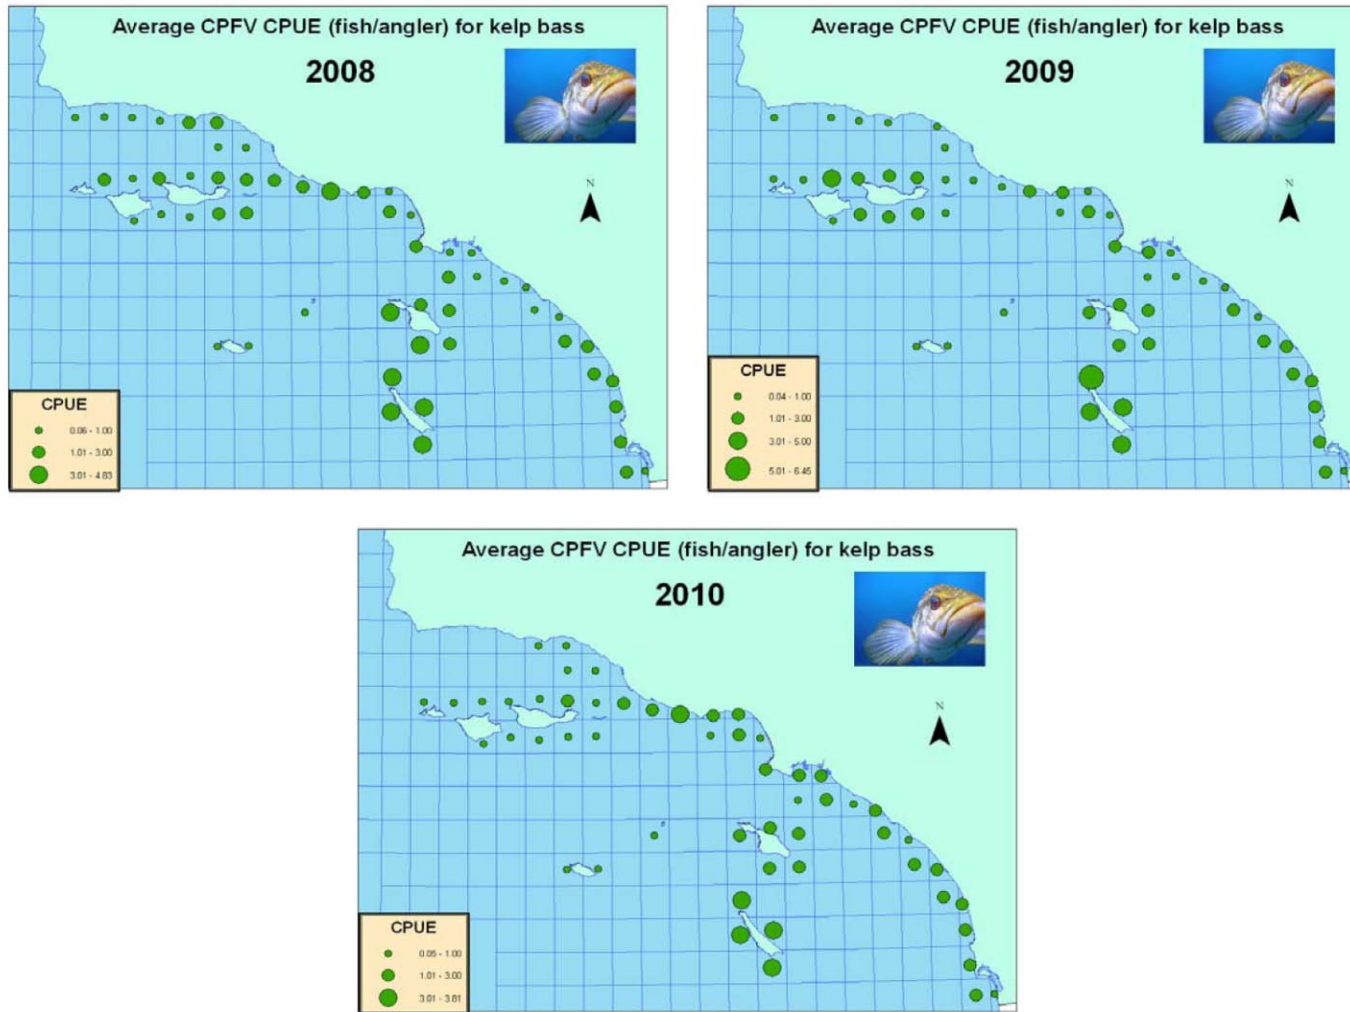 Average CPFV CPUE (fish/angler) for kelp bass
2008
N
CPUE
0.06 - 1.00
1.01 - 3.00
3.01 - 4.83
Average CPFV CPUE (fish/angler) for kelp bass
2009
N
CPUE
0.04 - 1.00
1.01 - 3.00
3.01 - 5.00
5.01 - 6.45
Average CPFV CPUE (fish/angler) for kelp bass
2010
N
CPUE
0.05 - 1.00
1.01 - 3.00
3.01 - 3.81